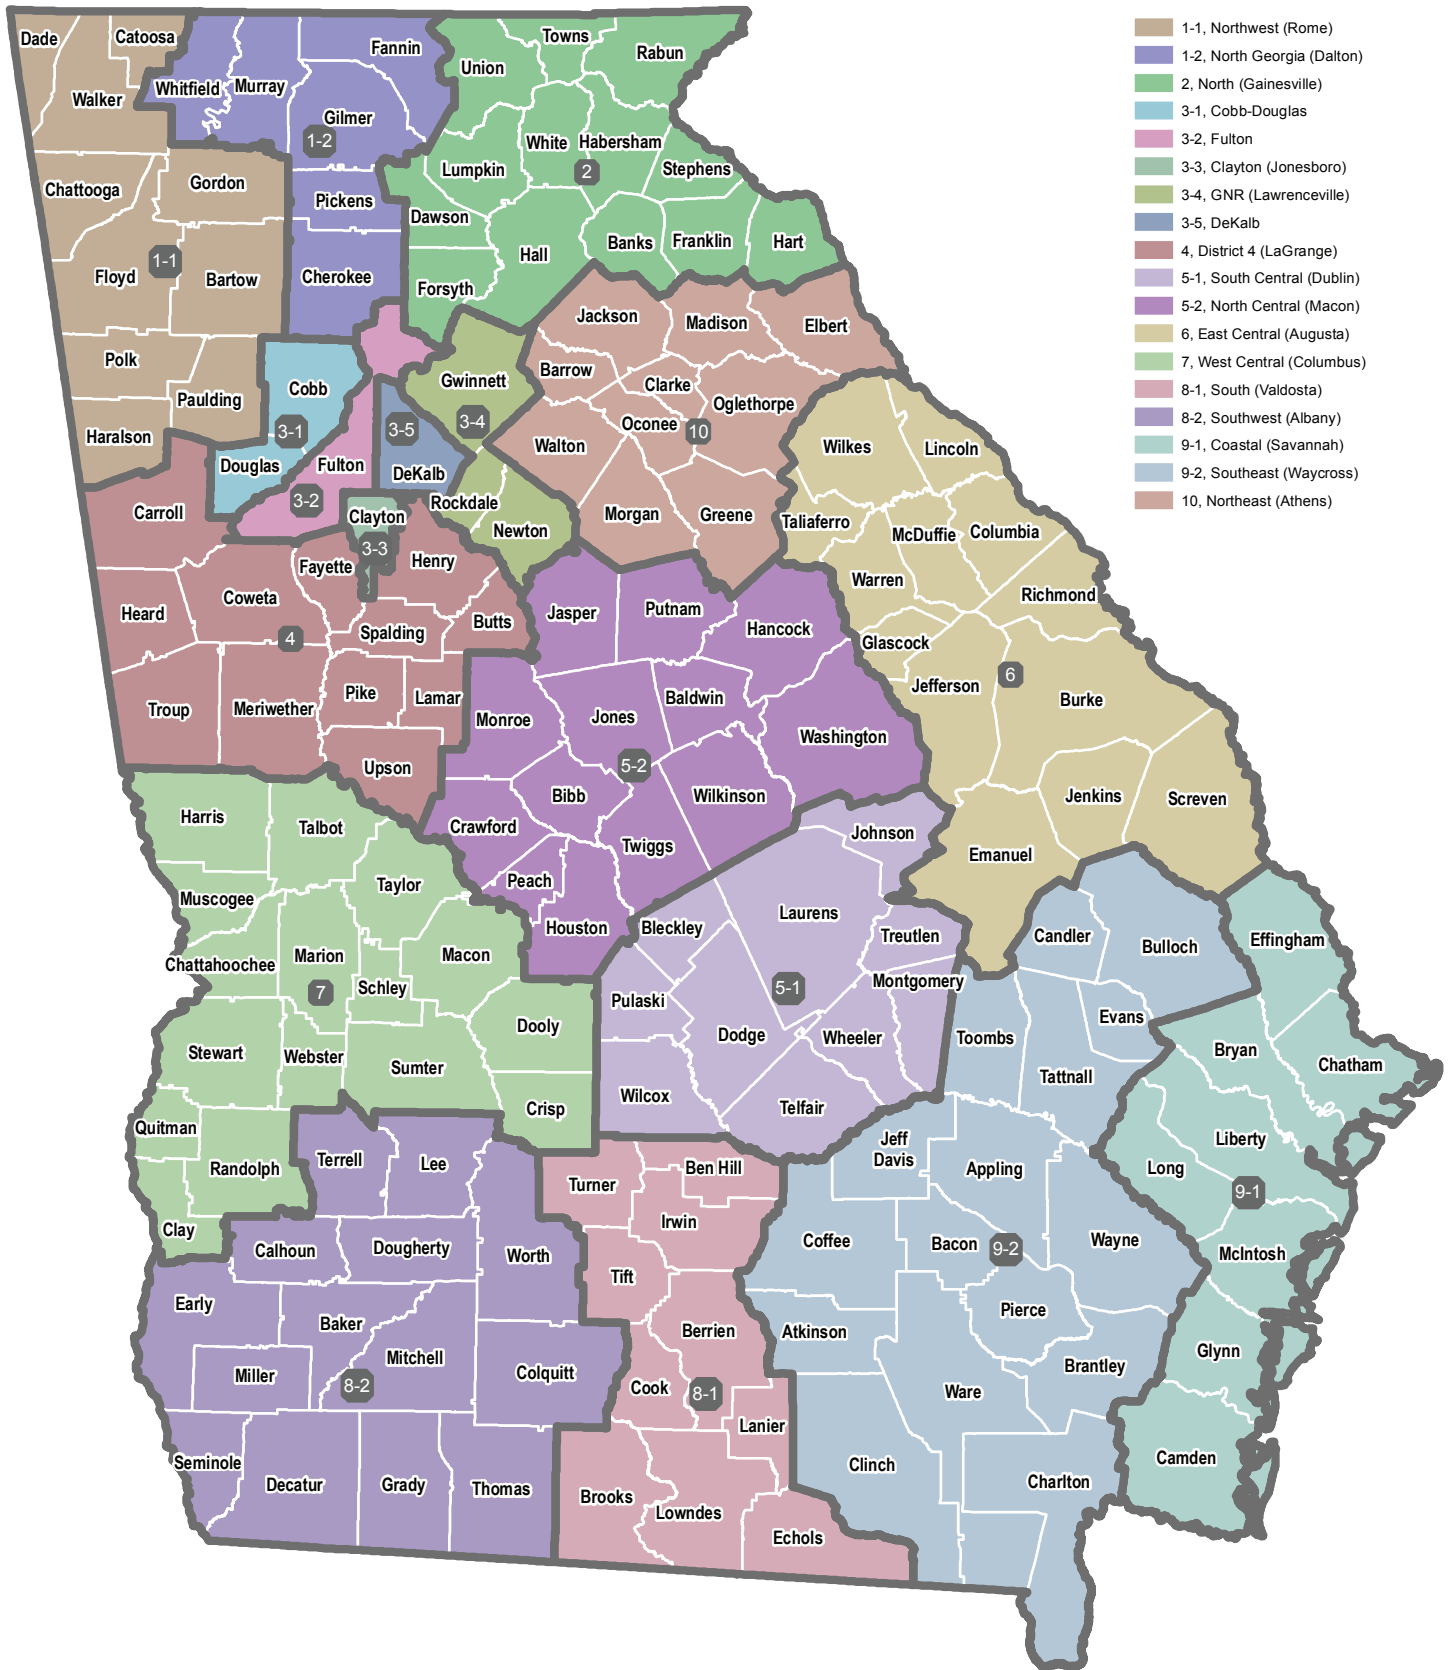 Dade
Catoosa
Fannin
Towns
Rabun
Union
Whitfield
Murray
Walker
Gilmer
1-2
White
Habersham
Lumpkin
2
Stephens
Chattooga
Gordon
Pickens
Dawson
Banks
Franklin
Hart
Hall
1-1
Floyd
Bartow
Cherokee
Forsyth
Jackson
Madison
Elbert
Polk
Barrow
Gwinnett
Clarke
Cobb
Paulding
Oglethorpe
Haralson
3-1
3-5
3-4
Oconee
10
Walton
Wilkes
Lincoln
Douglas
Fulton
DeKalb
3-2
Rockdale
Carroll
Clayton
Newton
Morgan
Greene
Taliaferro
McDuffie
Columbia
3-3
Fayette
Henry
Warren
Richmond
Heard
Coweta
Jasper
Putnam
Hancock
4
Spalding
Butts
Glascock
6
Jefferson
Burke
Troup
Meriwether
Pike
Lamar
Monroe
Jones
Baldwin
Washington
Upson
5-2
Bibb
Wilkinson
Jenkins
Screven
Harris
Talbot
Crawford
Twiggs
Johnson
Emanuel
Taylor
Peach
Muscogee
Houston
Bleckley
Laurens
Treutlen
Candler
Bulloch
Effingham
Chattahoochee
Marion
Macon
7
Schley
Pulaski
5-1
Montgomery
Dooly
Dodge
Wheeler
Toombs
Evans
Stewart
Webster
Sumter
Bryan
Chatham
Tattnall
Wilcox
Telfair
Crisp
Quitman
Randolph
Terrell
Lee
Turner
Ben Hill
Jeff
Davis
Appling
Long
Liberty
9-1
Clay
Irwin
Calhoun
Dougherty
Worth
Coffee
Bacon
9-2
Wayne
McIntosh
Tift
Early
Baker
Mitchell
Berrien
Atkinson
Pierce
Glynn
Miller
8-2
Colquitt
Cook
8-1
Brantley
Ware
Lanier
Seminole
Decatur
Grady
Thomas
Brooks
Lowndes
Clinch
Charlton
Camden
Echols
1-1, Northwest (Rome)
1-2, North Georgia (Dalton)
2, North (Gainesville)
3-1, Cobb-Douglas
3-2, Fulton
3-3, Clayton (Jonesboro)
3-4, GNR (Lawrenceville)
3-5, DeKalb
4, District 4 (LaGrange)
5-1, South Central (Dublin)
5-2, North Central (Macon)
6, East Central (Augusta)
7, West Central (Columbus)
8-1, South (Valdosta)
8-2, Southwest (Albany)
9-1, Coastal (Savannah)
9-2, Southeast (Waycross)
10, Northeast (Athens)